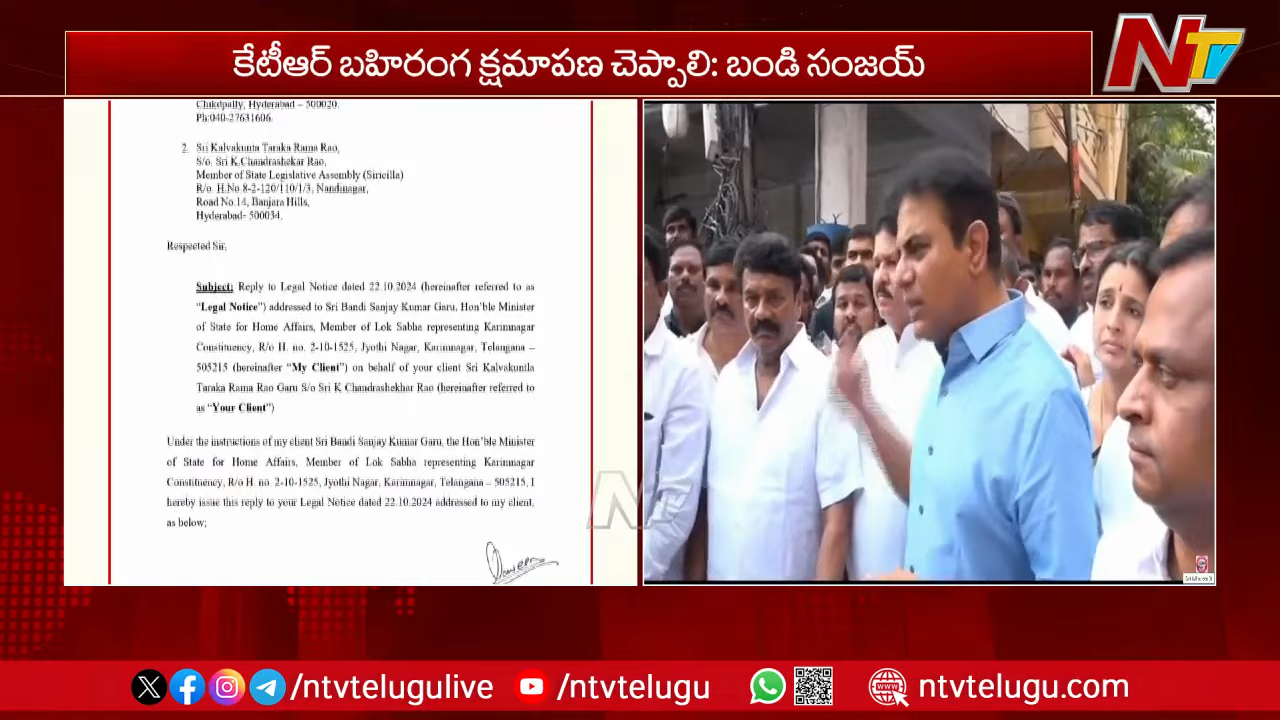 కేటీఆర్ బహిరంగ క్షమాపణ చెప్పాలి: బండి సంజయ్
NTV
Chikdpally, Hyderabad – 500020.
Ph:040-27631606.
2. Sri Kalvakunta Taraka Rama Rao,
S/o. Sri K.Chandrashekar Rao,
Member of State Legislative Assembly (Siricilla)
R/o. H.No.8-2-120/110/1/3, Nandinagar,
Road No.14, Banjara Hills,
Hyderabad- 500034.
Respected Sir,
Subject: Reply to Legal Notice dated 22.10.2024 (hereinafter referred to as
“Legal Notice”) addressed to Sri Bandi Sanjay Kumar Garu, Hon’ble Minister
of State for Home Affairs, Member of Lok Sabha representing Karimnagar
Constituency, R/o H. no. 2-10-1525, Jyothi Nagar, Karimnagar, Telangana –
505215 (hereinafter “My Client”) on behalf of your client Sri Kalvakuntla
Taraka Rama Rao Garu S/o Sri K Chandrashekhar Rao (hereinafter referred to
as “Your Client”)
Under the instructions of my client Sri Bandi Sanjay Kumar Garu, the Hon’ble Minister
of State for Home Affairs, Member of Lok Sabha representing Karimnagar
Constituency, R/o H. no. 2-10-1525, Jyothi Nagar, Karimnagar, Telangana – 505215, I
hereby issue this reply to your Legal Notice dated 22.10.2024 addressed to my client,
as below;
/ntvtelugulive
/ntvtelugu
www
ntvtelugu.com